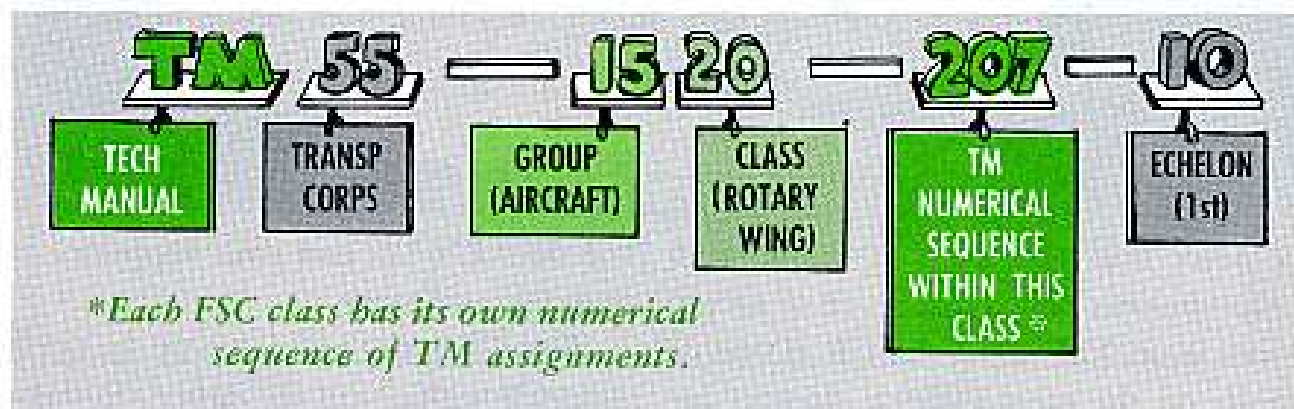 TM 55 — 15 20 — 207 — 10
TECH
MANUAL
TRANSP
CORPS
GROUP
(AIRCRAFT)
CLASS
(ROTARY
WING)
TM
NUMERICAL
SEQUENCE
WITHIN THIS
CLASS *
ECHELON
(1st)
*Each FSC class has its own numerical
sequence of TM assignments.